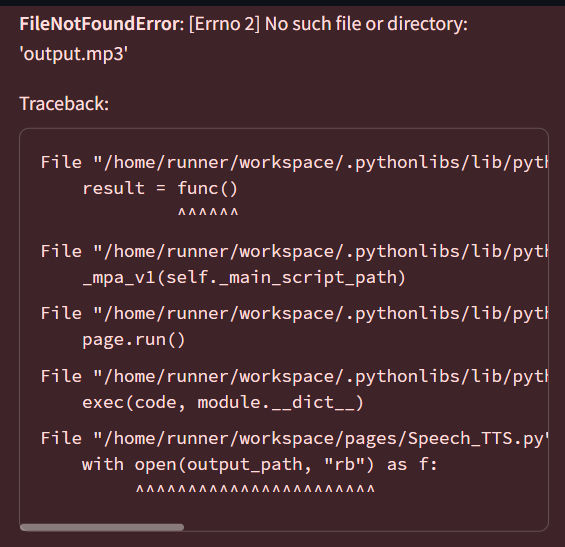 FileNotFoundError: [Errno 2] No such file or directory:
'output.mp3'
Traceback:
File "/home/runner/workspace/.pythonlibs/lib/pyth
result = func()
^^^^^^
File "/home/runner/workspace/.pythonlibs/lib/pyth
_mpa_v1(self._main_script_path)
File "/home/runner/workspace/.pythonlibs/lib/pyth
page.run()
File "/home/runner/workspace/.pythonlibs/lib/pyth
exec(code, module.__dict__)
File "/home/runner/workspace/pages/Speech_TTS.py"
with open(output_path, "rb") as f:
^^^^^^^^^^^^^^^^^^^^^^^